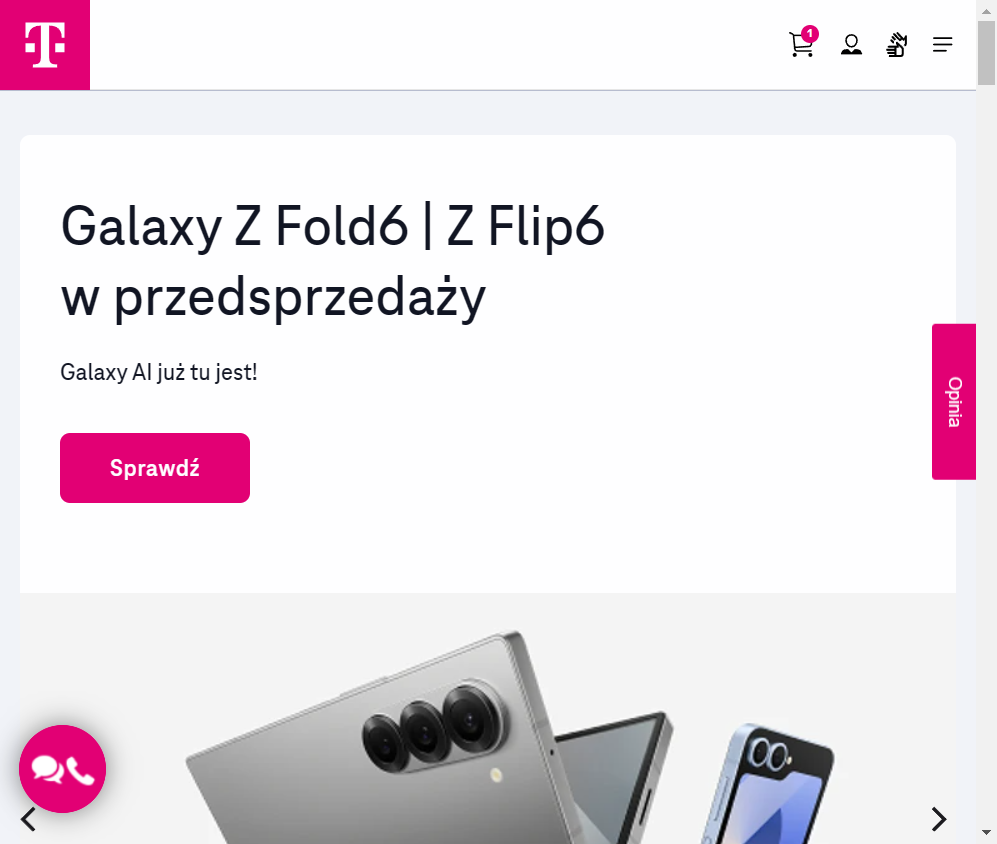 T
1
Galaxy Z Fold6 | Z Flip6
w przedsprzedaży
Galaxy AI już tu jest!
Sprawdź
Opinia